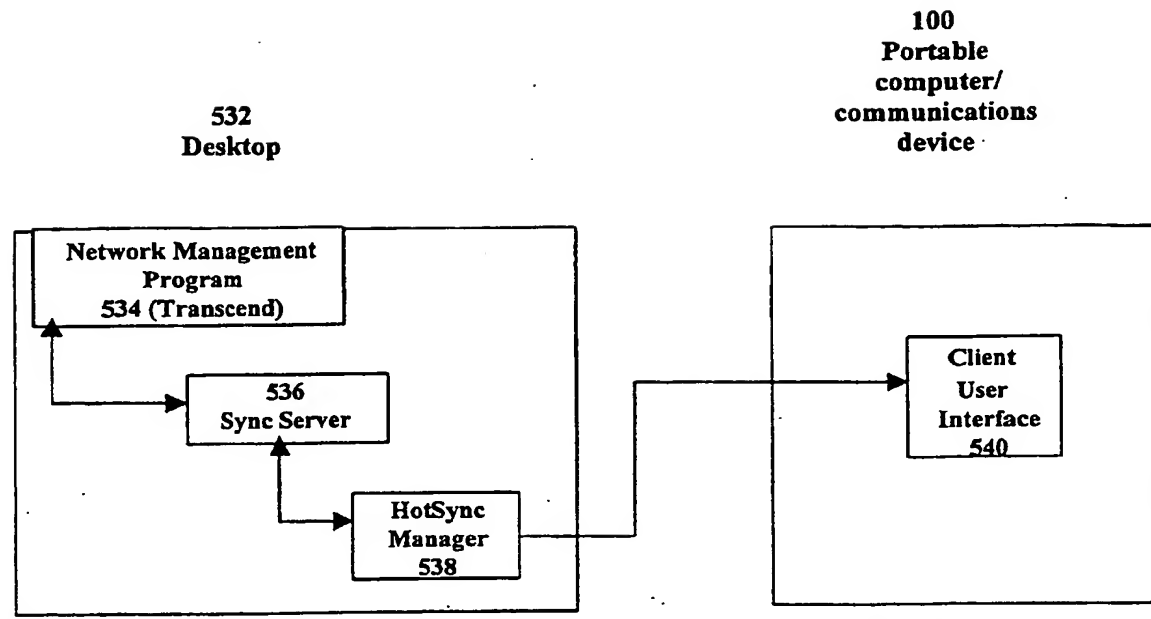 100
Portable
computer/
communications
device
532
Desktop
Network Management
Program
534 (Transcend)
536
Sync Server
HotSync
Manager
538
Client
User
Interface
540